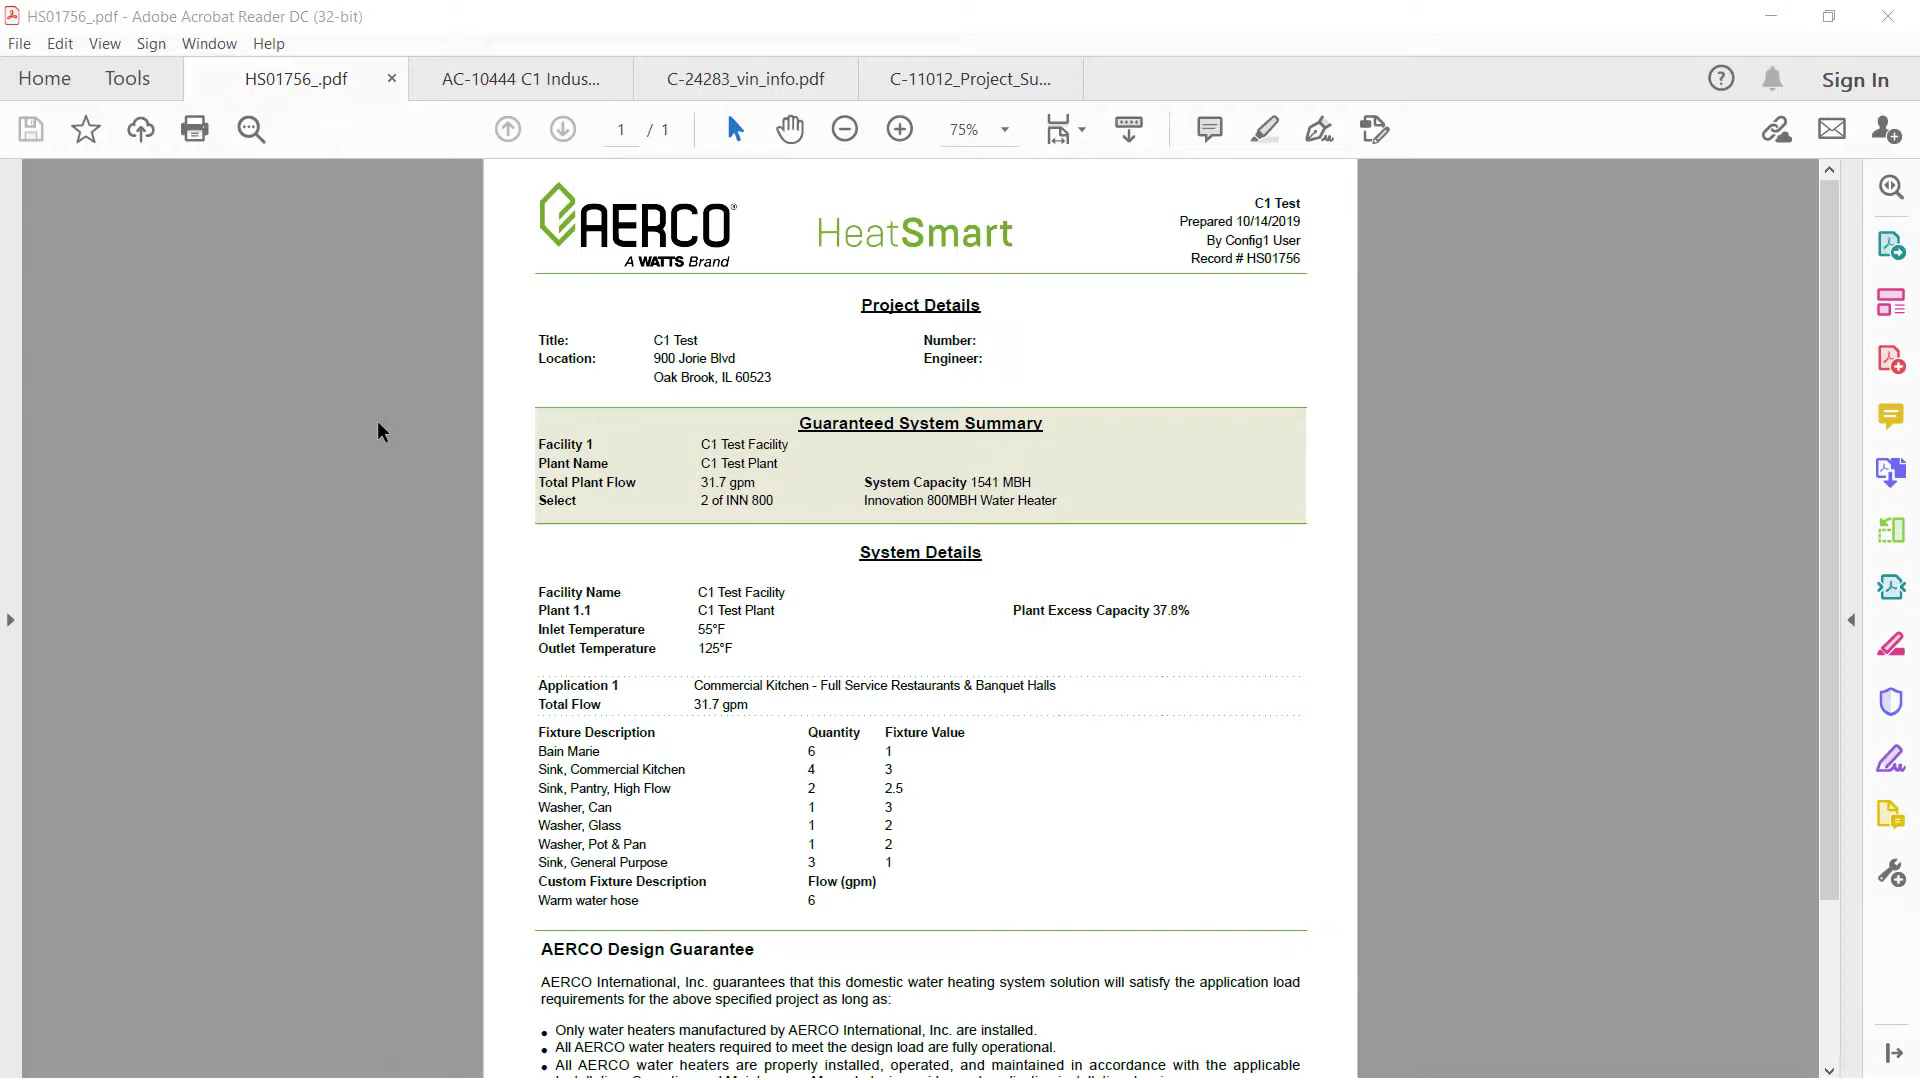 HS01756_.pdf - Adobe Acrobat Reader DC (32-bit)
File Edit View Sign Window Help
Home Tools HS01756_.pdf × AC-10444 C1 Indus... C-24283_vin_info.pdf C-11012_Project_Su... Sign In
1 / 1 75%
AERCO®
A WATTS Brand
HeatSmart
C1 Test
Prepared 10/14/2019
By Config1 User
Record # HS01756
Project Details
Title: C1 Test Number:
Location: 900 Jorie Blvd Engineer:
Oak Brook, IL 60523
Guaranteed System Summary
Facility 1 C1 Test Facility
Plant Name C1 Test Plant
Total Plant Flow 31.7 gpm System Capacity 1541 MBH
Select 2 of INN 800 Innovation 800MBH Water Heater
System Details
Facility Name C1 Test Facility
Plant 1.1 C1 Test Plant Plant Excess Capacity 37.8%
Inlet Temperature 55°F
Outlet Temperature 125°F
Application 1 Commercial Kitchen - Full Service Restaurants & Banquet Halls
Total Flow 31.7 gpm
Fixture Description Quantity Fixture Value
Bain Marie 6 1
Sink, Commercial Kitchen 4 3
Sink, Pantry, High Flow 2 2.5
Washer, Can 1 3
Washer, Glass 1 2
Washer, Pot & Pan 1 2
Sink, General Purpose 3 1
Custom Fixture Description Flow (gpm)
Warm water hose 6
AERCO Design Guarantee
AERCO International, Inc. guarantees that this domestic water heating system solution will satisfy the application load
requirements for the above specified project as long as:
• Only water heaters manufactured by AERCO International, Inc. are installed.
• All AERCO water heaters required to meet the design load are fully operational.
• All AERCO water heaters are properly installed, operated, and maintained in accordance with the applicable